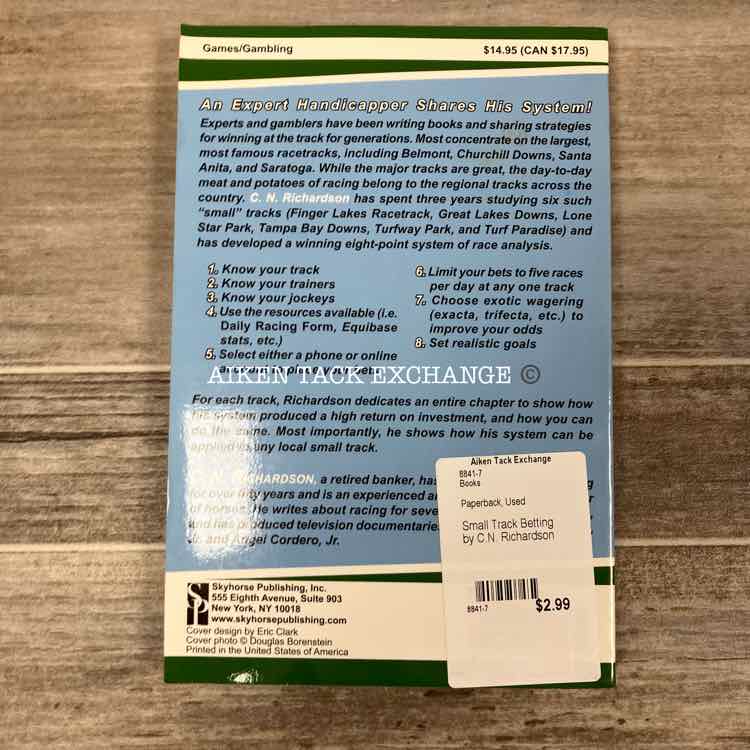 Games/Gambling $14.95 (CAN $17.95)
An Expert Handicapper Shares His System!
Experts and gamblers have been writing books and sharing strategies
for winning at the track for generations. Most concentrate on the largest,
most famous racetracks, including Belmont, Churchill Downs, Santa
Anita, and Saratoga. While the major tracks are great, the day-to-day
meat and potatoes of racing belong to the regional tracks across the
country. C. N. Richardson has spent three years studying six such
“small” tracks (Finger Lakes Racetrack, Great Lakes Downs, Lone
Star Park, Tampa Bay Downs, Turfway Park, and Turf Paradise) and
has developed a winning eight-point system of race analysis.
1. Know your track
2. Know your trainers
3. Know your jockeys
4. Use the resources available (i.e.
Daily Racing Form, Equibase
stats, etc.)
5. Select either a phone or online
to place your bets
6. Limit your bets to five races
per day at any one track
7. Choose exotic wagering
(exacta, trifecta, etc.) to
improve your odds
8. Set realistic goals
AIKEN TACK EXCHANGE ©
For each track, Richardson dedicates an entire chapter to show how
his system produced a high return on investment, and how you can
do the same. Most importantly, he shows how his system can be
applied to any local small track.
RICHARDSON, a retired banker, has
for over fifty years and is an experienced
of horses. He writes about racing for
and has produced television documentaries
Jr. and Angel Cordero, Jr.
Skyhorse Publishing, Inc.
555 Eighth Avenue, Suite 903
New York, NY 10018
www.skyhorsepublishing.com
Cover design by Eric Clark
Cover photo © Douglas Borenstein
Printed in the United States of America
Aiken Tack Exchange
8841-7
Books
Paperback, Used
Small Track Betting
by C.N. Richardson
8841-7
$2.99